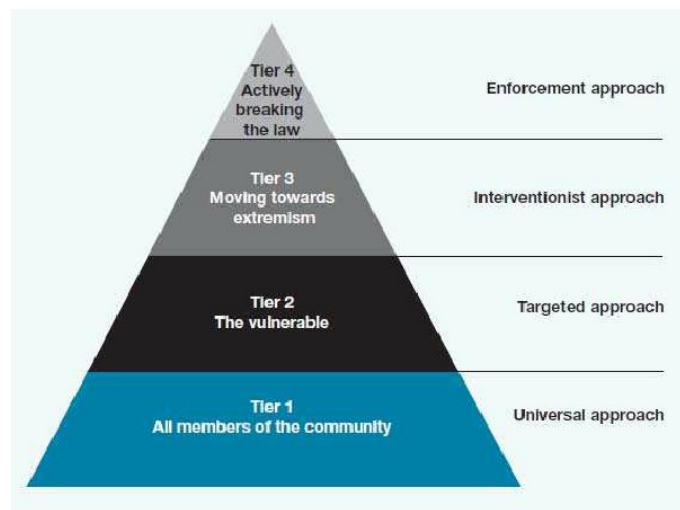 Tier 4
Actively
breaking
the law
Enforcement approach
Tier 3
Moving towards
extremism
Interventionist approach
Tier 2
The vulnerable
Targeted approach
Tier 1
All members of the community
Universal approach